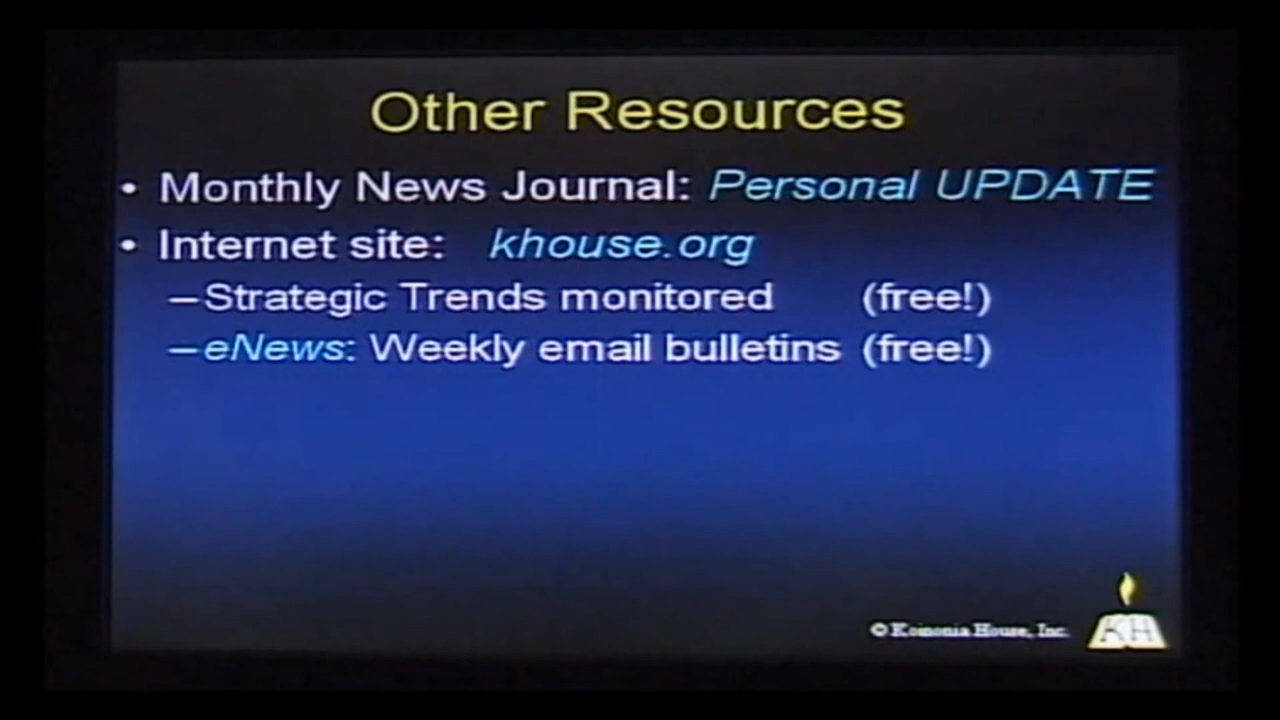 Other Resources
• Monthly News Journal: Personal UPDATE
• Internet site: khouse.org
–Strategic Trends monitored (free!)
–eNews: Weekly email bulletins (free!)
© Koinonia House, Inc.
KH